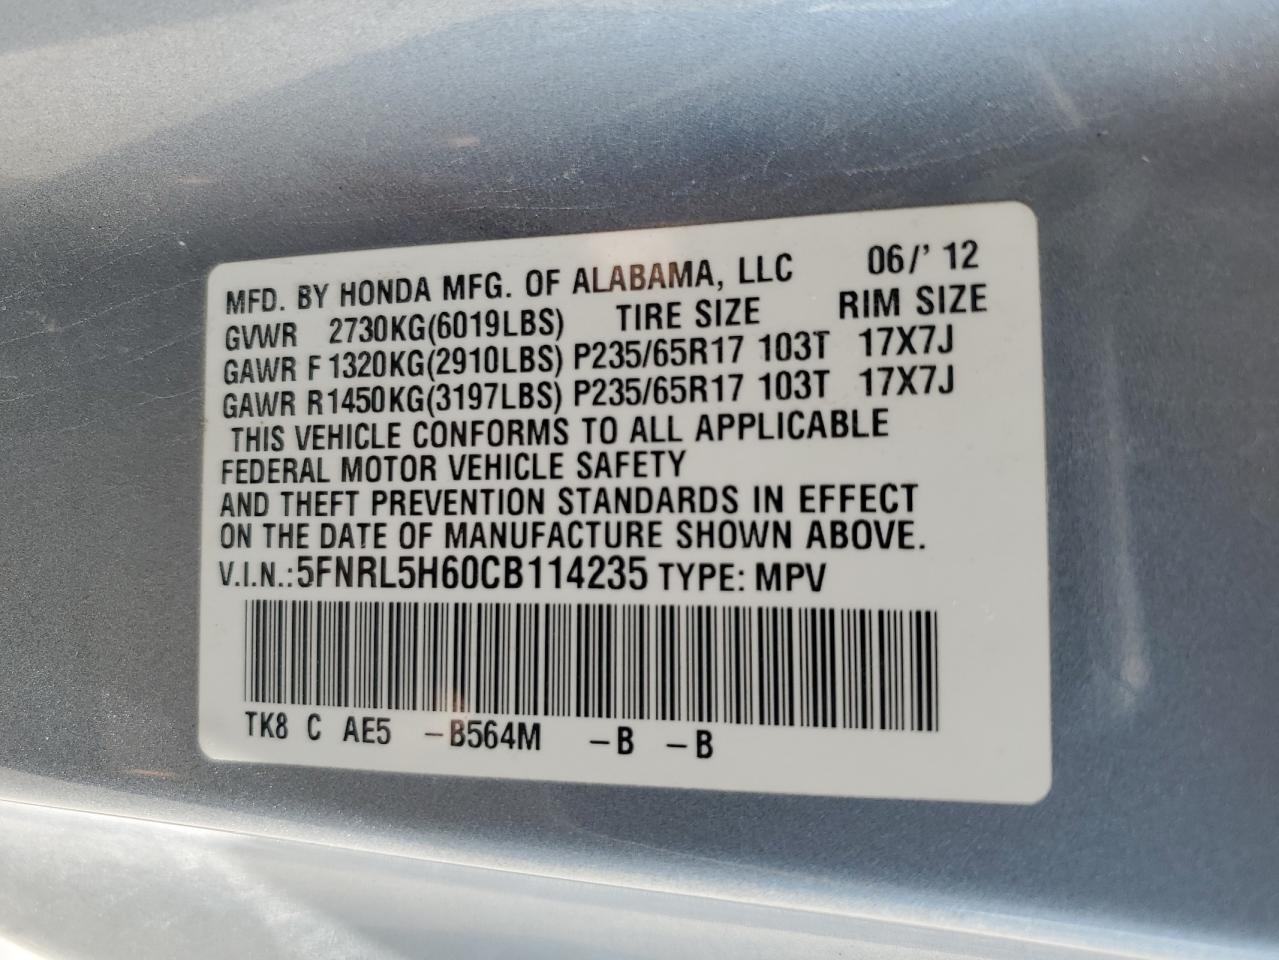 MFD. BY HONDA MFG. OF ALABAMA, LLC 06/' 12
GVWR 2730KG(6019LBS) TIRE SIZE RIM SIZE
GAWR F 1320KG(2910LBS) P235/65R17 103T 17X7J
GAWR R1450KG(3197LBS) P235/65R17 103T 17X7J
THIS VEHICLE CONFORMS TO ALL APPLICABLE
FEDERAL MOTOR VEHICLE SAFETY
AND THEFT PREVENTION STANDARDS IN EFFECT
ON THE DATE OF MANUFACTURE SHOWN ABOVE.
V.I.N.: 5FNRL5H60CB114235 TYPE: MPV
TK8 C AE5 -B564M -B -B